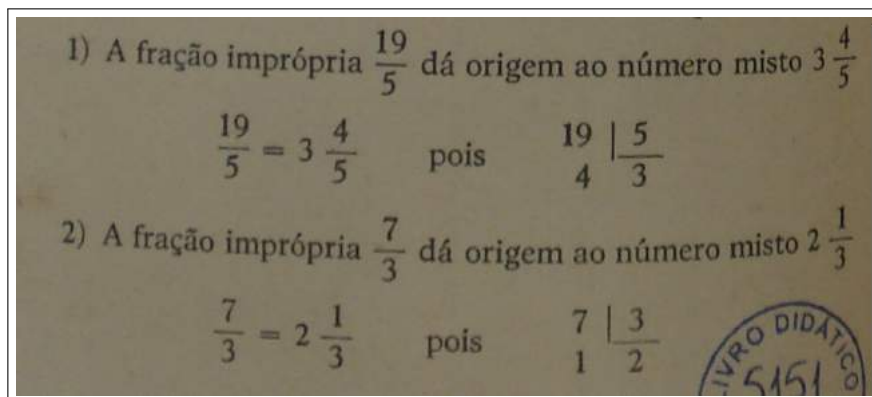 1) A fração imprópria 19/5 dá origem ao número misto 3 4/5
19/5 = 3 4/5 pois 19 | 5
4 3
2) A fração imprópria 7/3 dá origem ao número misto 2 1/3
7/3 = 2 1/3 pois 7 | 3
1 2
LIVRO DIDÁTICO
5151